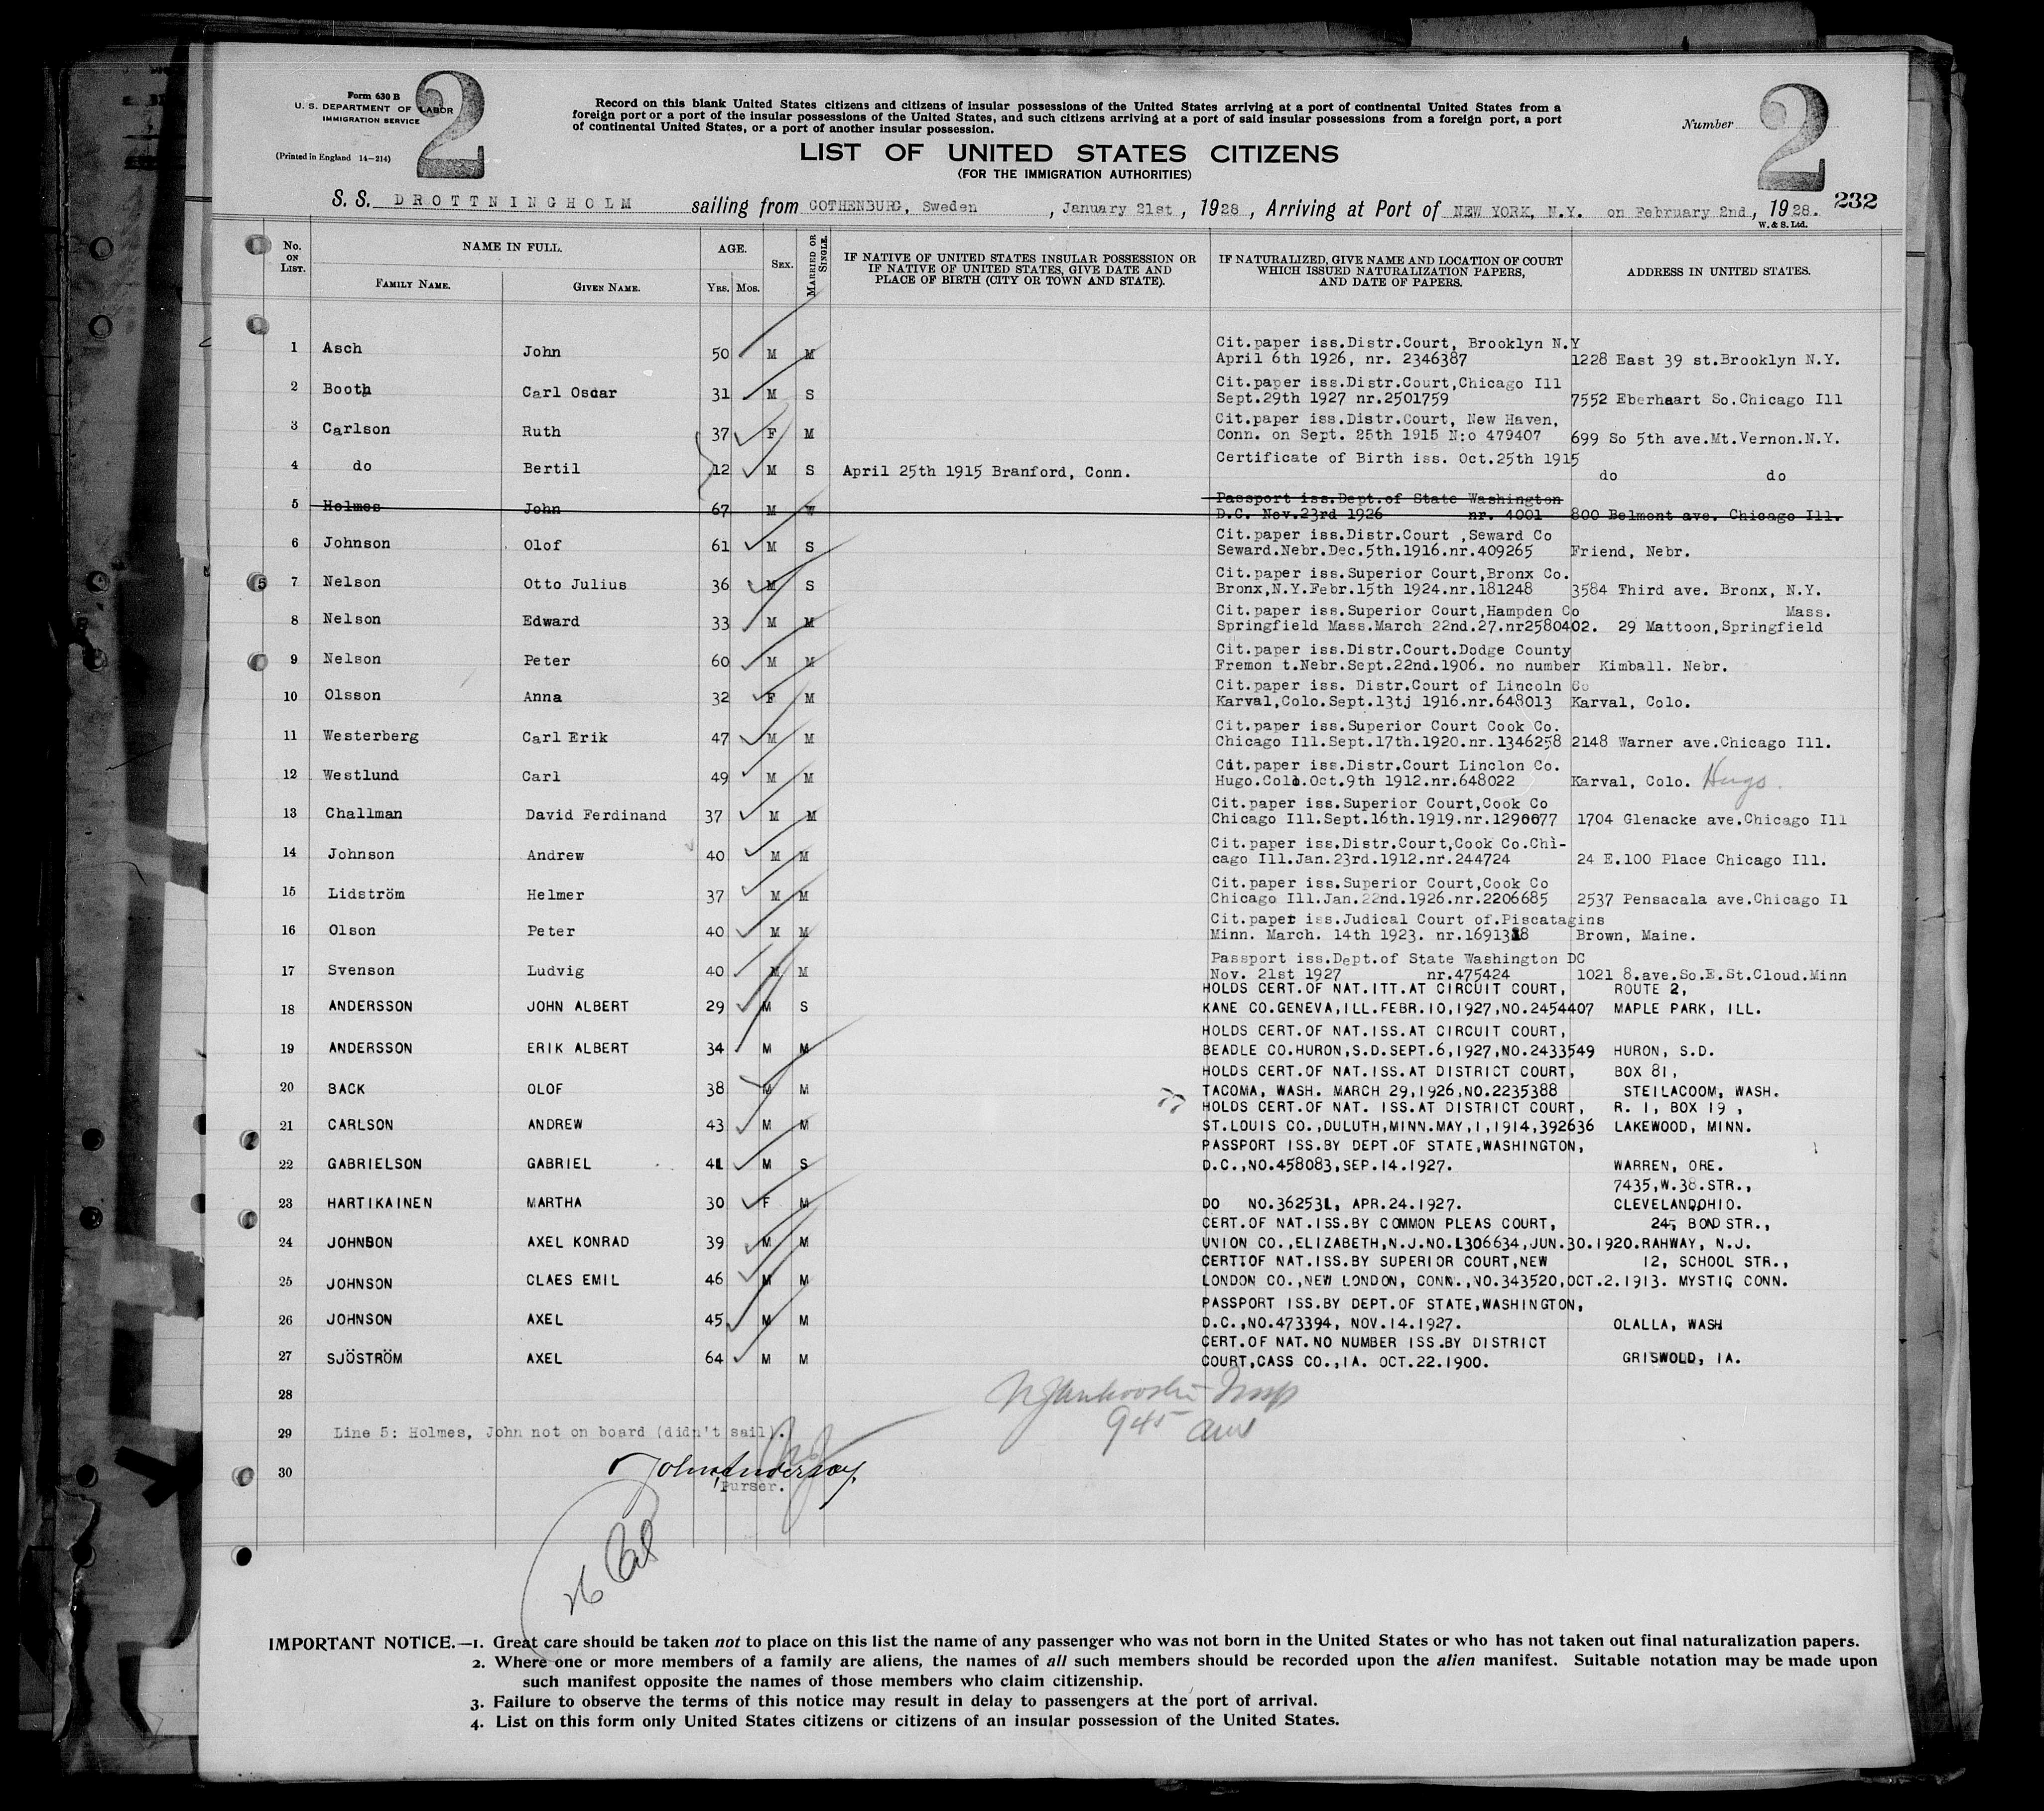 2
Form 630 B
U. S. DEPARTMENT OF LABOR
IMMIGRATION SERVICE
(Printed in England 14—214)
Record on this blank United States citizens and citizens of insular possessions of the United States arriving at a port of continental United States from a
foreign port or a port of the insular possessions of the United States, and such citizens arriving at a port of said insular possessions from a foreign port, a port
of continental United States, or a port of another insular possession.
LIST OF UNITED STATES CITIZENS
(FOR THE IMMIGRATION AUTHORITIES)
Number
2
232
S. S. DROTTNINGHOLM sailing from GOTHENBURG, Sweden, January 21st, 1928, Arriving at Port of NEW YORK, N.Y. on February 2nd, 1928.
W. & S. Ltd.
No. ON LIST. NAME IN FULL. AGE. SEX. MARRIED OR SINGLE. IF NATIVE OF UNITED STATES INSULAR POSSESSION OR IF NATIVE OF UNITED STATES, GIVE DATE AND PLACE OF BIRTH (CITY OR TOWN AND STATE). IF NATURALIZED, GIVE NAME AND LOCATION OF COURT WHICH ISSUED NATURALIZATION PAPERS, AND DATE OF PAPERS. ADDRESS IN UNITED STATES.
FAMILY NAME. GIVEN NAME. YRS. MOS.
Cit.paper iss.Distr.Court, Brooklyn N.Y
1 Asch John 50 M M April 6th 1926, nr. 2346387 1228 East 39 st.Brooklyn N.Y.
Cit.paper iss.Distr.Court,Chicago Ill
2 Booth Carl Oscar 31 M S Sept.29th 1927 nr.2501759 7552 Eberhaart So.Chicago Ill
Cit.paper iss.Distr.Court, New Haven,
3 Carlson Ruth 37 F M Conn. on Sept. 25th 1915 N:o 479407 699 So 5th ave.Mt.Vernon.N.Y.
Certificate of Birth iss. Oct.25th 1915
4 do Bertil 12 M S April 25th 1915 Branford, Conn. do do
Passport iss.Dept.of State Washington
5 Holmes John 67 M W D.C. Nov.23rd 1926 nr. 4001 800 Belmont ave. Chicago Ill.
Cit.paper iss.Distr.Court ,Seward Co
6 Johnson Olof 61 M S Seward.Nebr.Dec.5th.1916.nr.409265 Friend, Nebr.
Cit.paper iss.Superior Court,Bronx Co.
5 7 Nelson Otto Julius 36 M S Bronx,N.Y.Febr.15th 1924.nr.181248 3584 Third ave. Bronx, N.Y.
Cit.paper iss.Superior Court,Hampden Co Mass.
8 Nelson Edward 33 M M Springfield Mass.March 22nd.27.nr2580402. 29 Mattoon,Springfield
Cit.paper iss.Distr.Court.Dodge County
9 Nelson Peter 60 M M Fremon t.Nebr.Sept.22nd.1906. no number Kimball. Nebr.
Cit.paper iss. Distr.Court of Lincoln Co
10 Olsson Anna 32 F M Karval,Colo.Sept.13tj 1916.nr.648013 Karval, Colo.
Cit.paper iss.Superior Court Cook Co.
11 Westerberg Carl Erik 47 M M Chicago Ill.Sept.17th.1920.nr.1346258 2148 Warner ave.Chicago Ill.
Cit.paper iss.Distr.Court Linclon Co.
12 Westlund Carl 49 M M Hugo.Colo.Oct.9th 1912.nr.648022 Karval, Colo. Hugo.
Cit.paper iss.Superior Court,Cook Co
13 Challman David Ferdinand 37 M M Chicago Ill.Sept.16th.1919.nr.1290077 1704 Glenacke ave.Chicago Ill
Cit.paper iss.Distr.Court,Cook Co.Chi-
14 Johnson Andrew 40 M M cago Ill.Jan.23rd.1912.nr.244724 24 E.100 Place Chicago Ill.
Cit.paper iss.Superior Court,Cook Co
15 Lidström Helmer 37 M M Chicago Ill.Jan.22nd.1926.nr.2206685 2537 Pensacala ave.Chicago Il
Cit.paper iss.Judical Court of.Piscatagins
16 Olson Peter 40 M M Minn. March. 14th 1923. nr.1691318 Brown, Maine.
Passport iss.Dept.of State Washington DC
17 Svenson Ludvig 40 M M Nov. 21st 1927 nr.475424 1021 8.ave.So.E.St.Cloud.Minn
HOLDS CERT.OF NAT.ITT.AT CIRCUIT COURT, ROUTE 2,
18 ANDERSSON JOHN ALBERT 29 M S KANE CO.GENEVA,ILL.FEBR.10,1927,NO.2454407 MAPLE PARK, ILL.
HOLDS CERT.OF NAT.ISS.AT CIRCUIT COURT,
19 ANDERSSON ERIK ALBERT 34 M M BEADLE CO.HURON,S.D.SEPT.6,1927,NO.2433549 HURON, S.D.
HOLDS CERT.OF NAT.ISS.AT DISTRICT COURT, BOX 81,
20 BACK OLOF 38 M M TACOMA, WASH. MARCH 29,1926,NO.2235388 STEILACOOM, WASH.
HOLDS CERT.OF NAT. ISS.AT DISTRICT COURT, R. 1, BOX 19 ,
21 CARLSON ANDREW 43 M M ST.LOUIS CO.,DULUTH,MINN.MAY,1,1914,392636 LAKEWOOD, MINN.
PASSPORT ISS.BY DEPT.OF STATE,WASHINGTON,
22 GABRIELSON GABRIEL 41 M S D.C.,NO.458083,SEP.14.1927. WARREN, ORE.
7435,W.38.STR.,
23 HARTIKAINEN MARTHA 30 F M DO NO.362531, APR.24.1927. CLEVELAND,OHIO.
CERT.OF NAT.ISS.BY COMMON PLEAS COURT, 245 BOND STR.,
24 JOHNSON AXEL KONRAD 39 M M UNION CO.,ELIZABETH,N.J.NO.1306634,JUN.30.1920.RAHWAY, N.J.
CERTIOF NAT.ISS.BY SUPERIOR COURT,NEW 12, SCHOOL STR.,
25 JOHNSON CLAES EMIL 46 M M LONDON CO.,NEW LONDON, CONN.,NO.343520,OCT.2.1913. MYSTIC CONN.
PASSPORT ISS.BY DEPT.OF STATE,WASHINGTON,
26 JOHNSON AXEL 45 M M D.C.,NO.473394, NOV.14.1927. OLALLA, WASH
CERT.OF NAT.NO NUMBER ISS.BY DISTRICT
27 SJÖSTRÖM AXEL 64 M M COURT,CASS CO.,IA. OCT.22.1900. GRISWOLD, IA.
28
945
29 Line 5: Holmes, John not on board (didn't sail).
30 John Anderson
Purser.
26
IMPORTANT NOTICE.—1. Great care should be taken not to place on this list the name of any passenger who was not born in the United States or who has not taken out final naturalization papers.
2. Where one or more members of a family are aliens, the names of all such members should be recorded upon the alien manifest. Suitable notation may be made upon
such manifest opposite the names of those members who claim citizenship.
3. Failure to observe the terms of this notice may result in delay to passengers at the port of arrival.
4. List on this form only United States citizens or citizens of an insular possession of the United States.